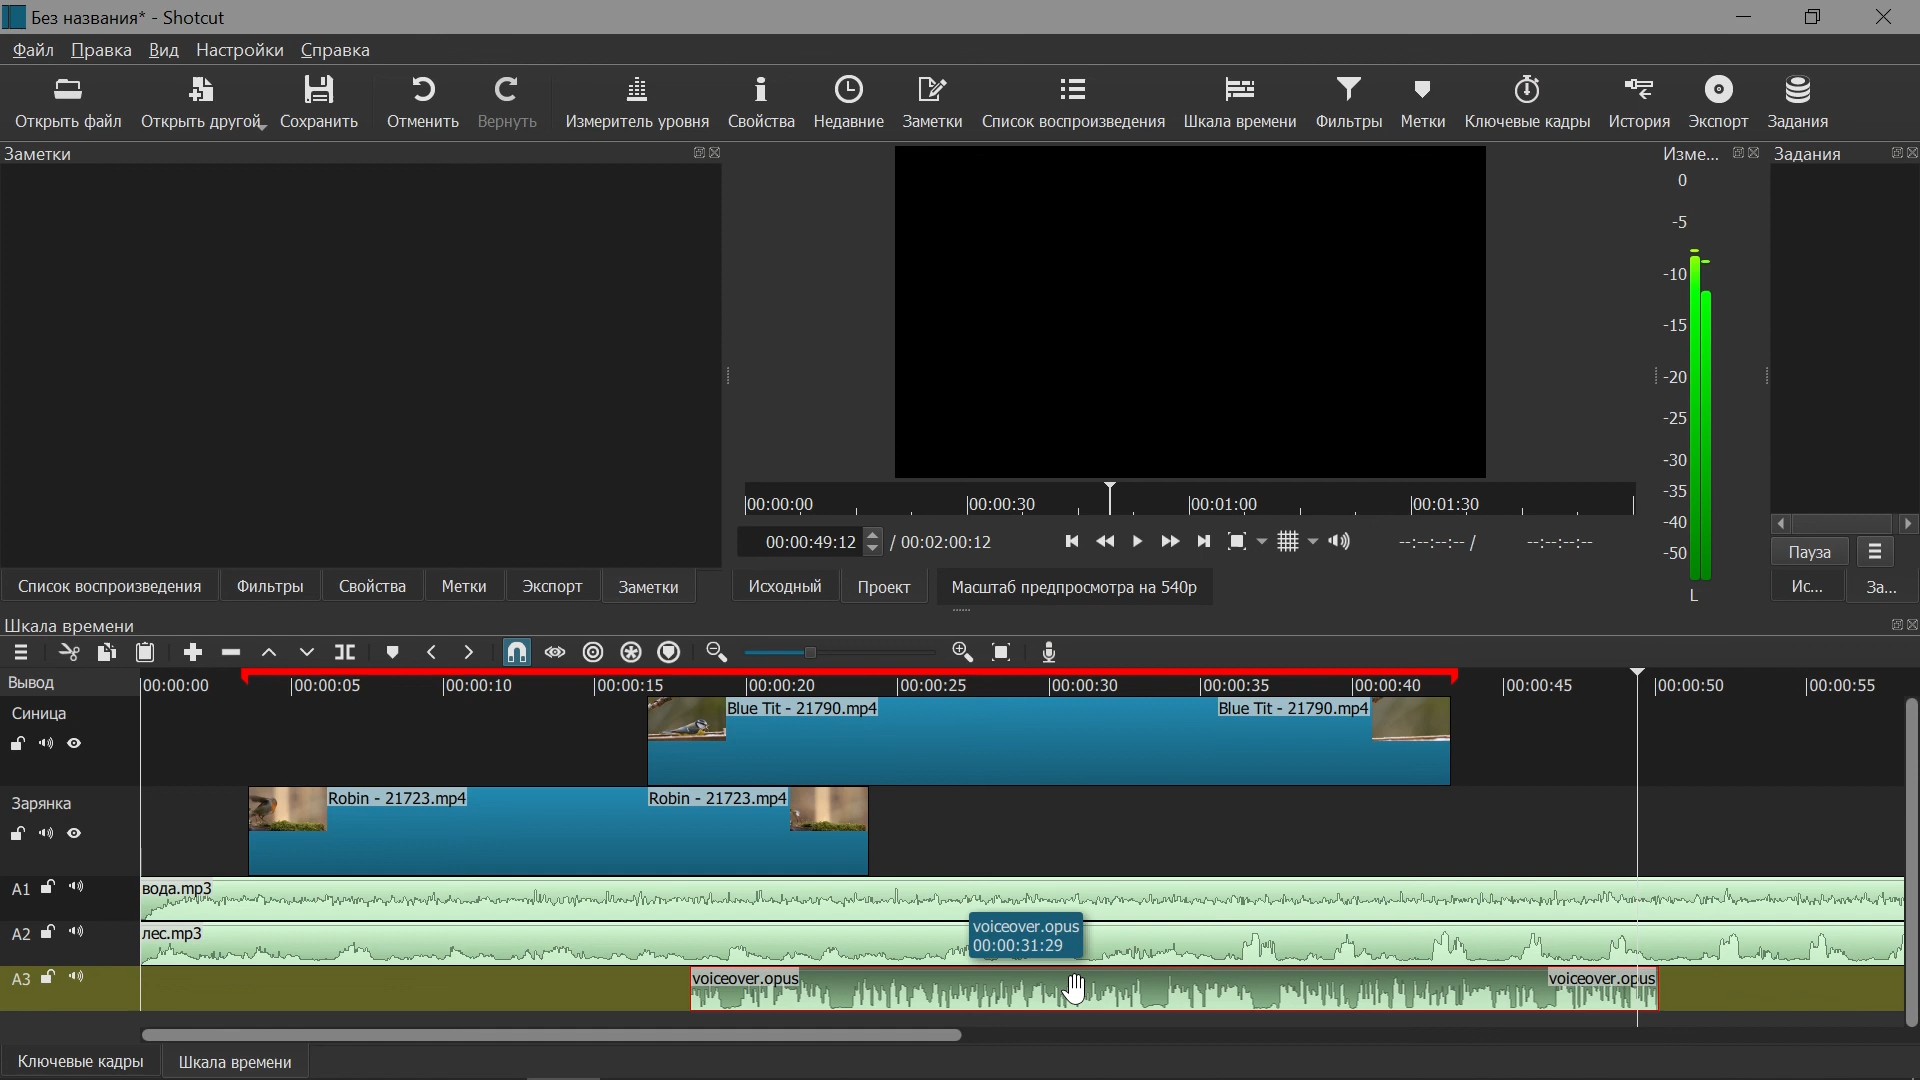 Без названия* - Shotcut
Файл Правка Вид Настройки Справка
Открыть файл Открыть другой Сохранить Отменить Вернуть Измеритель уровня Свойства Недавние Заметки Список воспроизведения Шкала времени Фильтры Метки Ключевые кадры История Экспорт Задания
Заметки
Изме...
Задания
0
-5
-10
-15
-20
-25
-30
-35
-40
-50
L
00:00:00 00:00:30 00:01:00 00:01:30
00:00:49:12 / 00:02:00:12
--:--:--:-- / --:--:--:--
Пауза
Список воспроизведения Фильтры Свойства Метки Экспорт Заметки
Исходный Проект Масштаб предпросмотра на 540p
Ис... За...
Шкала времени
Вывод
00:00:00 00:00:05 00:00:10 00:00:15 00:00:20 00:00:25 00:00:30 00:00:35 00:00:40 00:00:45 00:00:50 00:00:55
Синица
Blue Tit - 21790.mp4 Blue Tit - 21790.mp4
Зарянка
Robin - 21723.mp4 Robin - 21723.mp4
A1 вода.mp3
A2 лес.mp3
voiceover.opus
00:00:31:29
A3 voiceover.opus voiceover.opus
Ключевые кадры Шкала времени